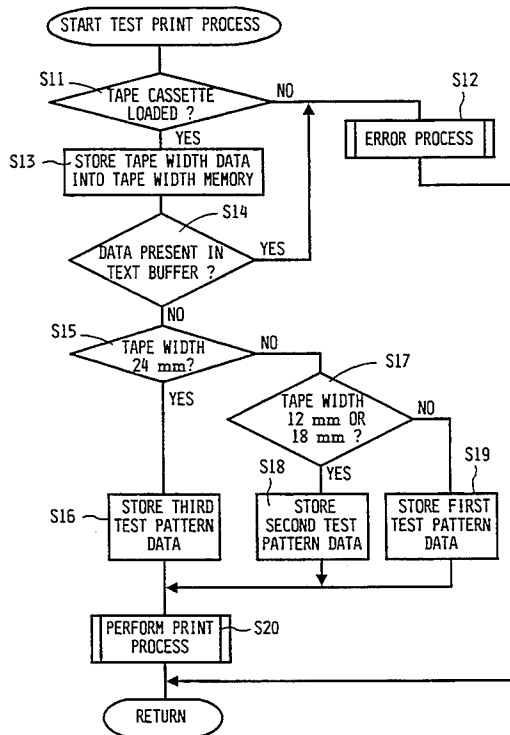 START TEST PRINT PROCESS
S11
TAPE CASSETTE
LOADED ?
NO
YES
S12
ERROR PROCESS
S13
STORE TAPE WIDTH DATA
INTO TAPE WIDTH MEMORY
S14
DATA PRESENT IN
TEXT BUFFER ?
YES
NO
S15
TAPE WIDTH
24 mm?
NO
YES
S17
TAPE WIDTH
12 mm OR
18 mm ?
NO
YES
S16
STORE THIRD
TEST PATTERN
DATA
S18
STORE
SECOND TEST
PATTERN DATA
S19
STORE FIRST
TEST PATTERN
DATA
PERFORM PRINT
PROCESS
S20
RETURN